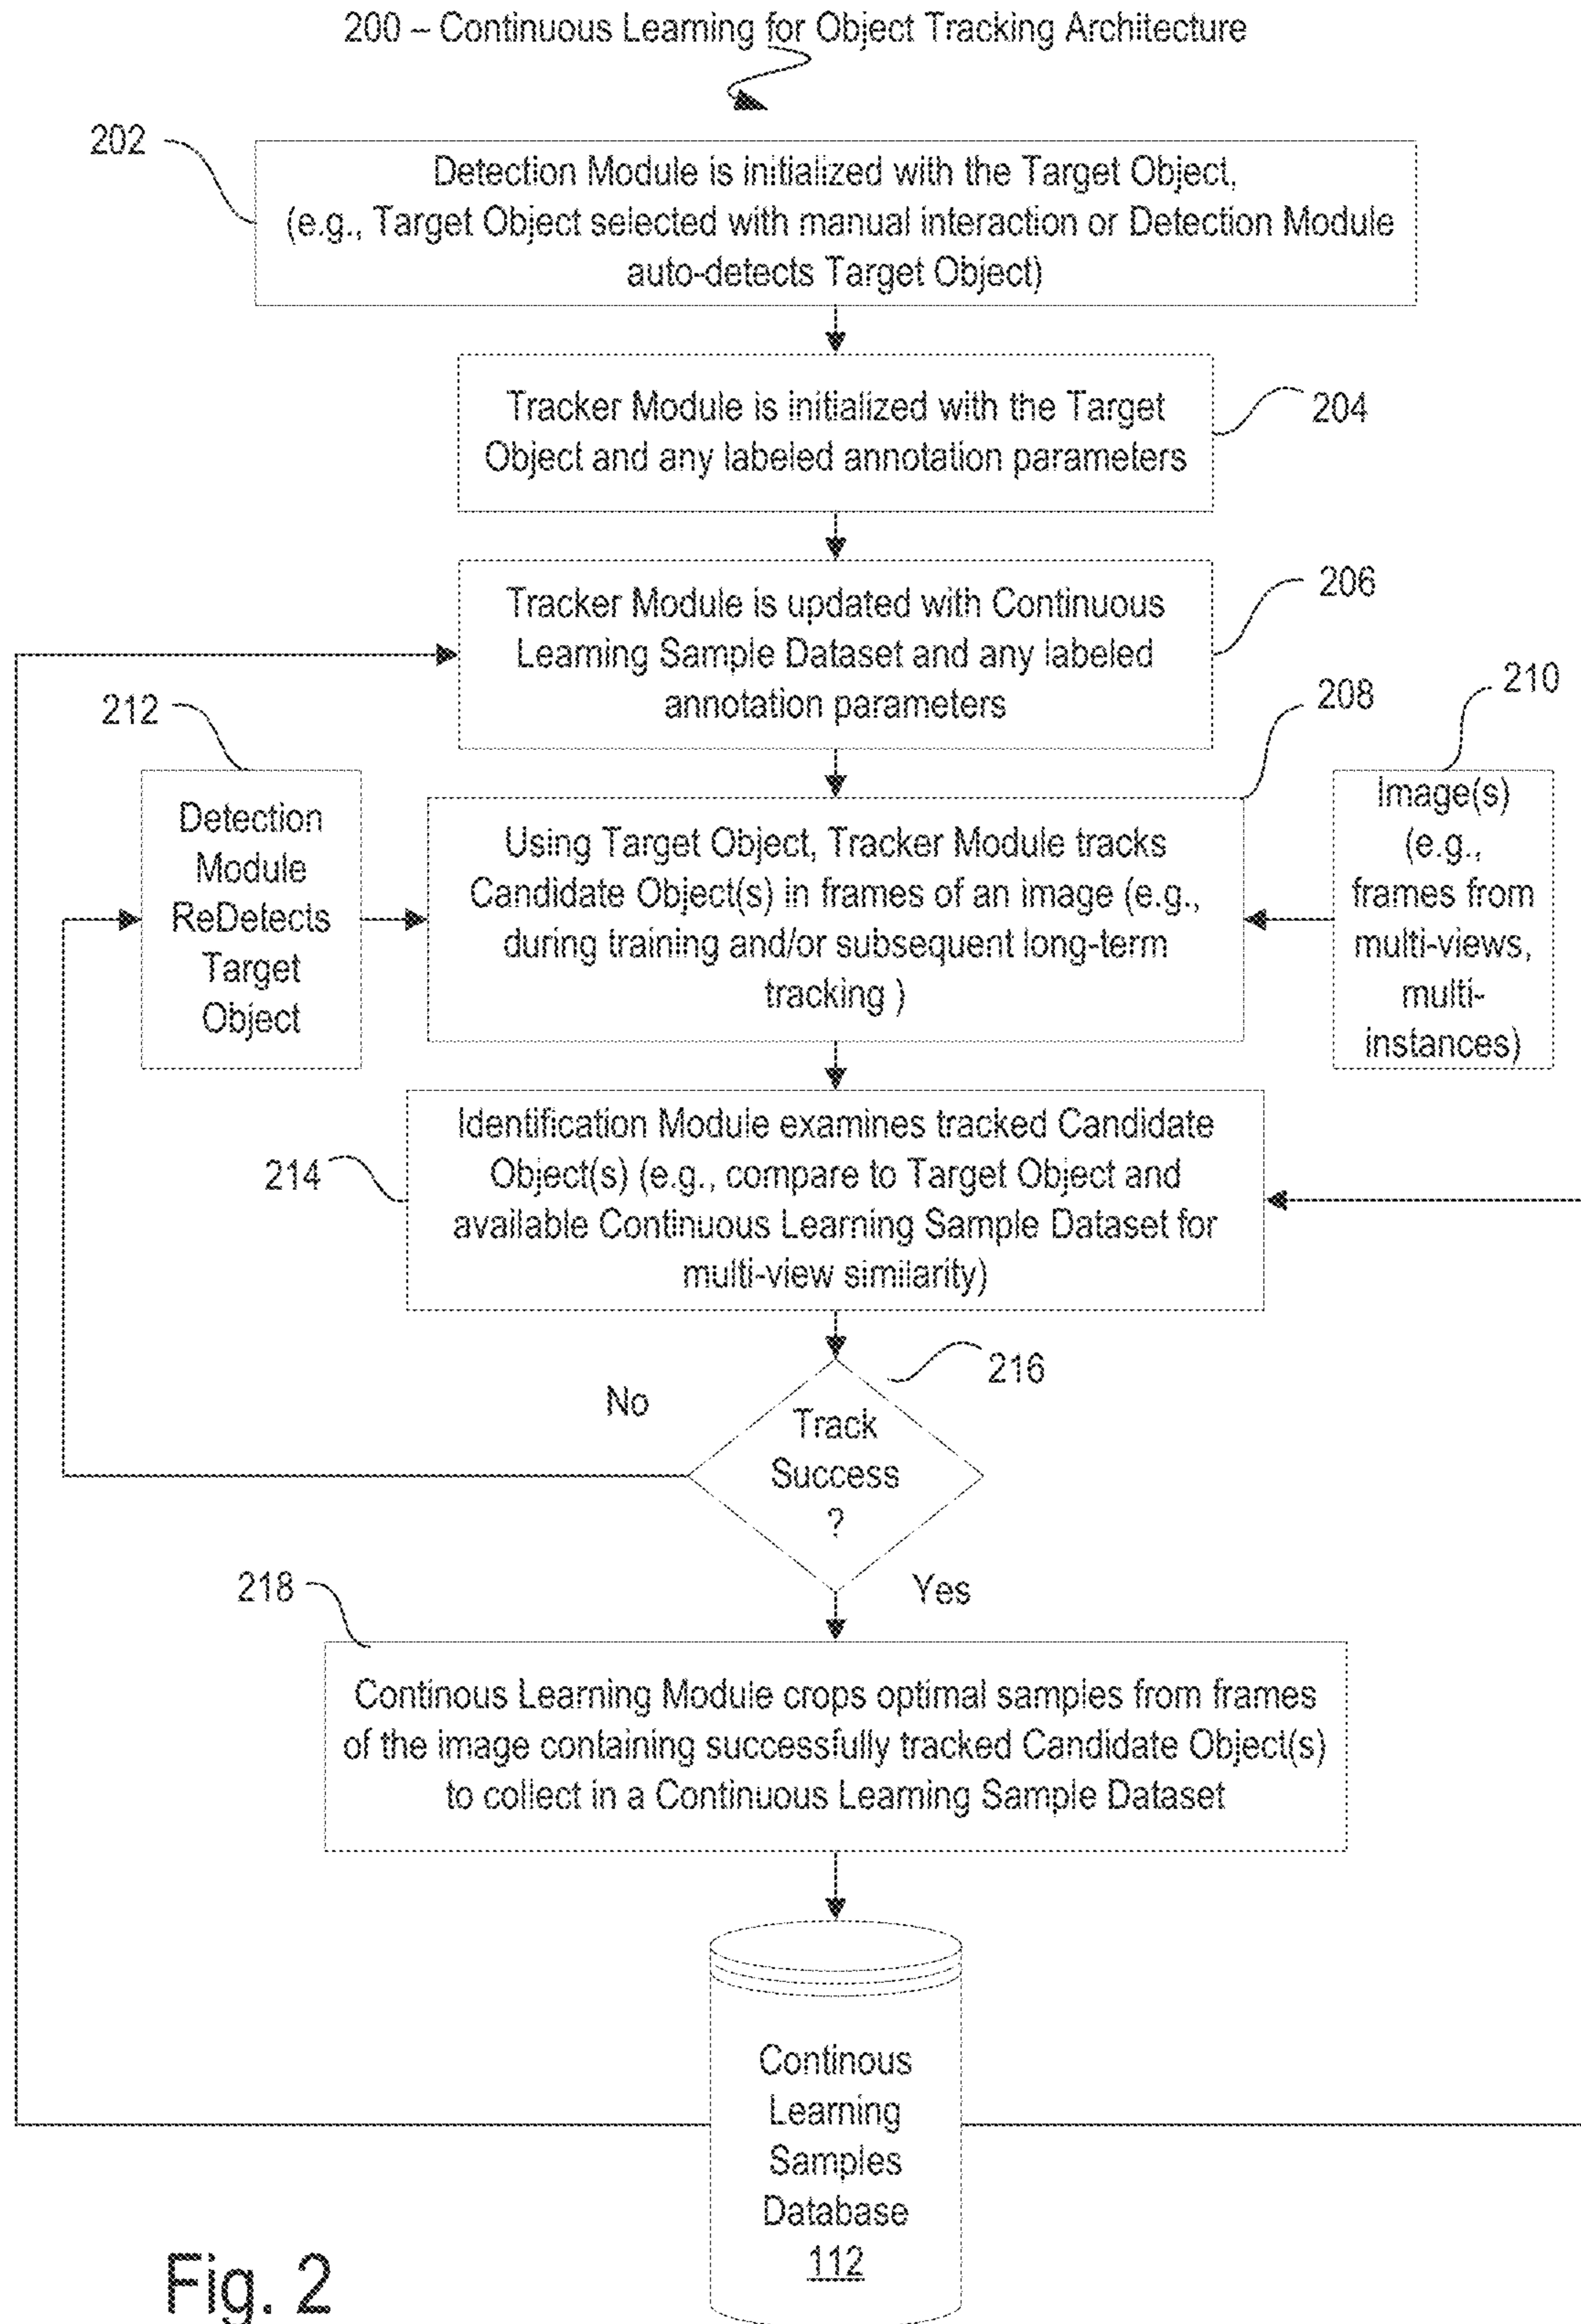 200 – Continuous Learning for Object Tracking Architecture
202
Detection Module is initialized with the Target Object,
(e.g., Target Object selected with manual interaction or Detection Module
auto-detects Target Object)
Tracker Module is initialized with the Target
Object and any labeled annotation parameters
204
Tracker Module is updated with Continuous
Learning Sample Dataset and any labeled
annotation parameters
206
208
210
212
Detection
Module
ReDetects
Target
Object
Using Target Object, Tracker Module tracks
Candidate Object(s) in frames of an image (e.g.,
during training and/or subsequent long-term
tracking )
Image(s)
(e.g.,
frames from
multi-views,
multi-
instances)
214
Identification Module examines tracked Candidate
Object(s) (e.g., compare to Target Object and
available Continuous Learning Sample Dataset for
multi-view similarity)
216
No
Track
Success
?
Yes
218
Continous Learning Module crops optimal samples from frames
of the image containing successfully tracked Candidate Object(s)
to collect in a Continuous Learning Sample Dataset
Continous
Learning
Samples
Database
112
Fig. 2